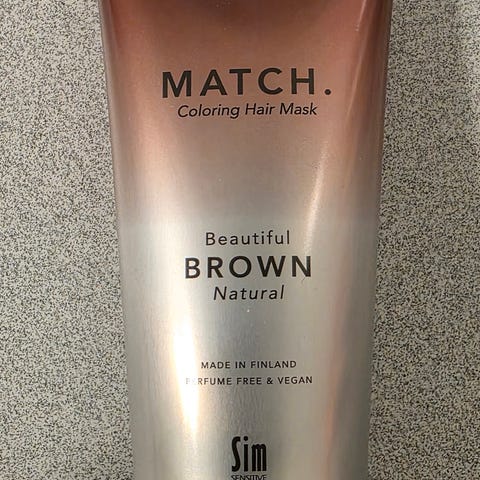 MATCH.
Coloring Hair Mask
Beautiful
BROWN
Natural
MADE IN FINLAND
PERFUME FREE & VEGAN
Sim
SENSITIVE